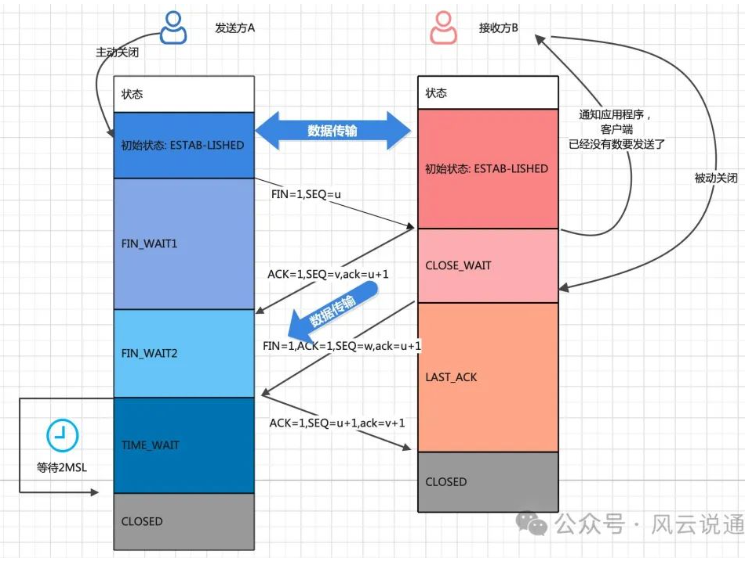 发送方A
接收方B
主动关闭
状态
状态
数据传输
通知应用程序，
客户端
已经没有数要发送了
初始状态: ESTAB-LISHED
初始状态: ESTAB-LISHED
被动关闭
FIN=1,SEQ=u
FIN_WAIT1
CLOSE_WAIT
ACK=1,SEQ=v,ack=u+1
数据传输
FIN=1,ACK=1,SEQ=w,ack=u+1
FIN_WAIT2
LAST_ACK
ACK=1,SEQ=u+1,ack=v+1
TIME_WAIT
等待2MSL
CLOSED
CLOSED
公众号 · 风云说通